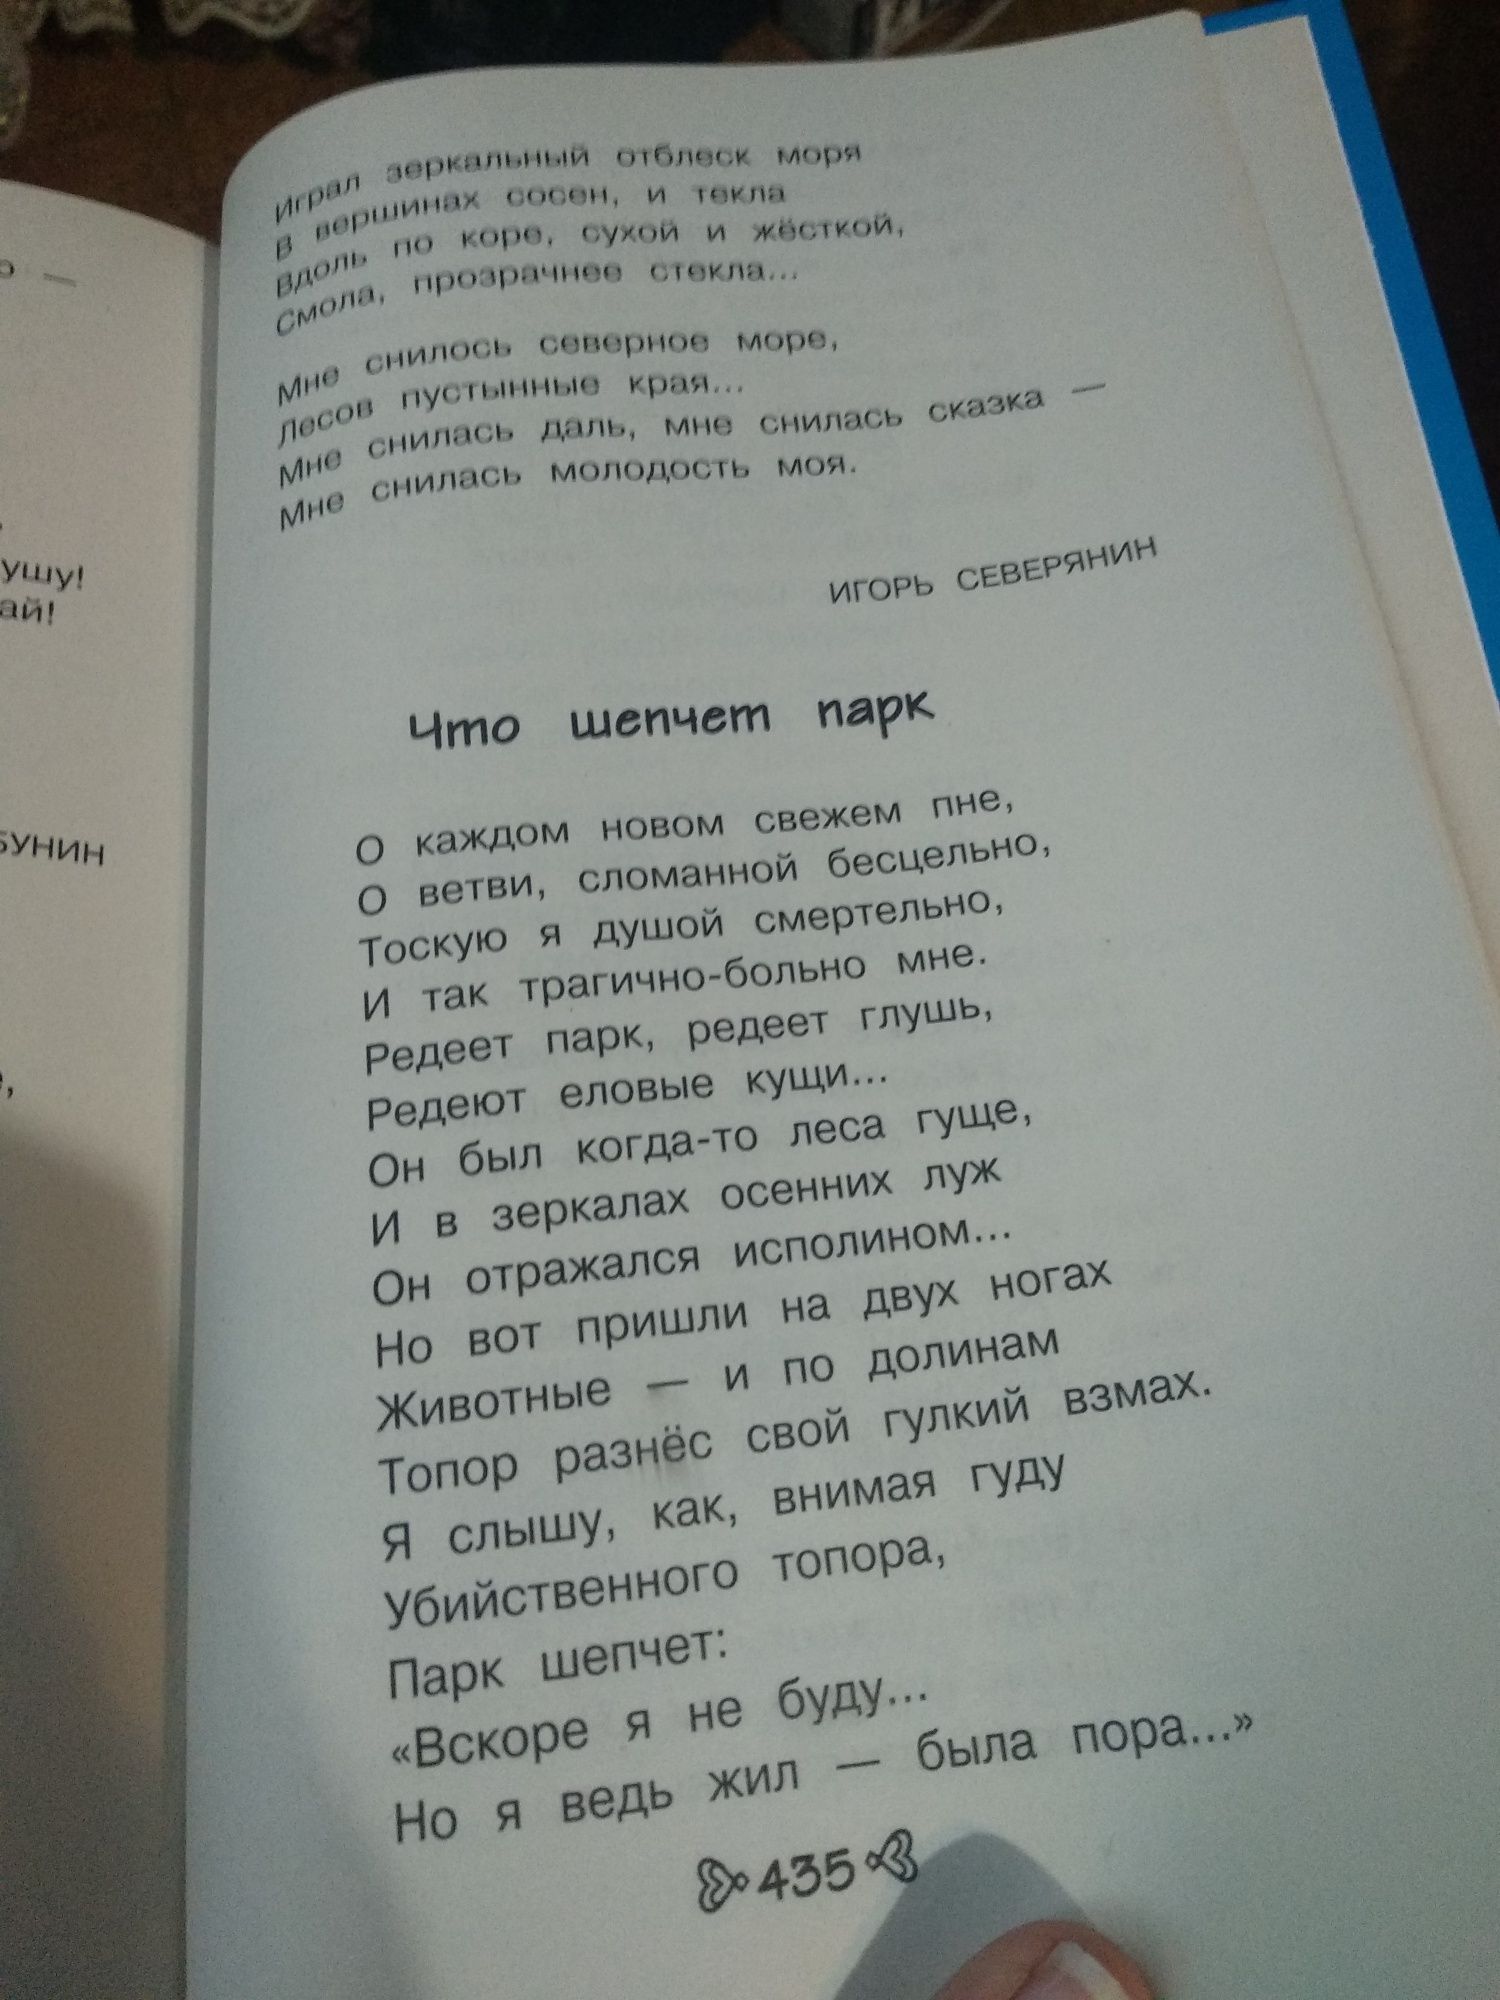 ушу!
ай!
БУНИН
Играл зеркальный отблеск моря
В вершинах сосен, и текла
Вдоль по коре, сухой и жёсткой,
Смола, прозрачнее стекла...
Мне снилось северное море,
Лесов пустынные края...
Мне снилась даль, мне снилась сказка —
Мне снилась молодость моя.
ИГОРЬ СЕВЕРЯНИН
Что шепчет парк
О каждом новом свежем пне,
О ветви, сломанной бесцельно,
Тоскую я душой смертельно,
И так трагично-больно мне.
Редеет парк, редеет глушь,
Редеют еловые кущи...
Он был когда-то леса гуще,
И в зеркалах осенних луж
Он отражался исполином...
Но вот пришли на двух ногах
Животные — и по долинам
Топор разнёс свой гулкий взмах.
Я слышу, как, внимая гуду
Убийственного топора,
Парк шепчет:
«Вскоре я не буду...
Но я ведь жил — была пора...»
435